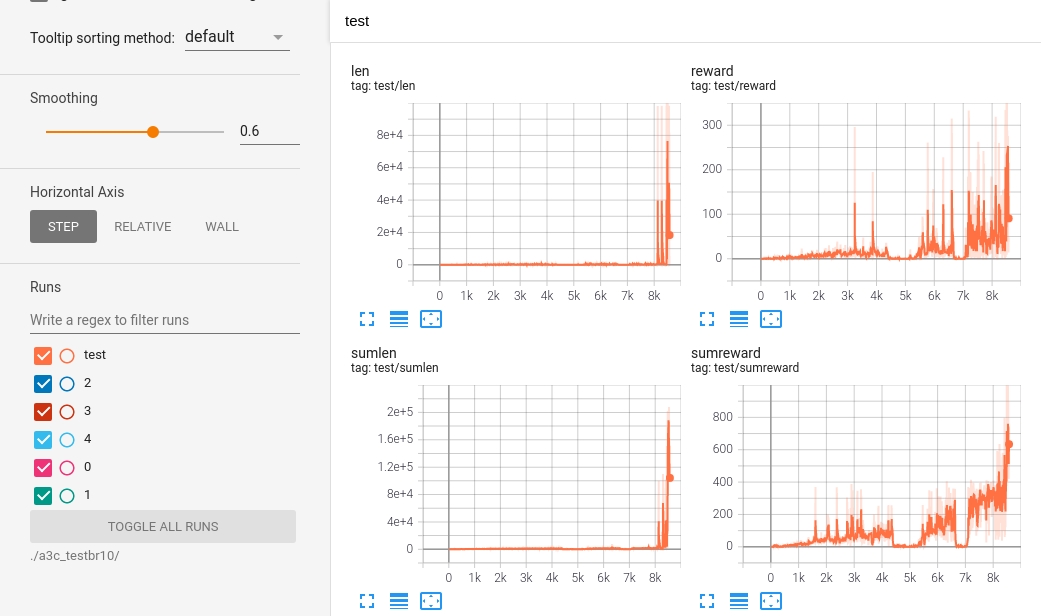 Tooltip sorting method: default
Smoothing
0.6
Horizontal Axis
STEP RELATIVE WALL
Runs
Write a regex to filter runs
test
2
3
4
0
1
TOGGLE ALL RUNS
./a3c_testbr10/
test
len
tag: test/len
8e+4
6e+4
4e+4
2e+4
0
0 1k 2k 3k 4k 5k 6k 7k 8k
reward
tag: test/reward
300
200
100
0
0 1k 2k 3k 4k 5k 6k 7k 8k
sumlen
tag: test/sumlen
2e+5
1.6e+5
1.2e+5
8e+4
4e+4
0
0 1k 2k 3k 4k 5k 6k 7k 8k
sumreward
tag: test/sumreward
800
600
400
200
0
0 1k 2k 3k 4k 5k 6k 7k 8k